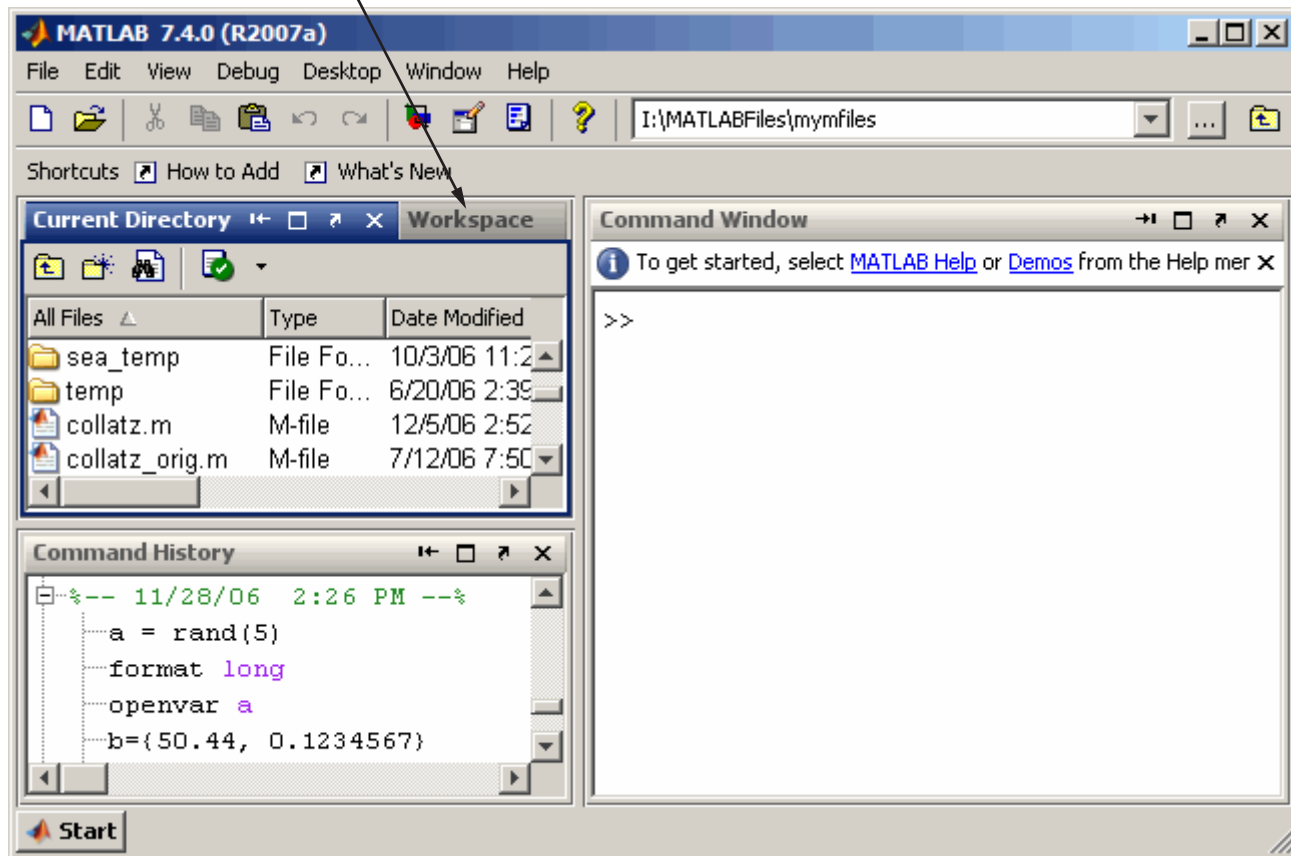 MATLAB 7.4.0 (R2007a)
File Edit View Debug Desktop Window Help
I:\MATLABFiles\mymfiles
...
Shortcuts How to Add What's New
Current Directory Workspace
All Files Type Date Modified
sea_temp File Fo... 10/3/06 11:2
temp File Fo... 6/20/06 2:39
collatz.m M-file 12/5/06 2:52
collatz_orig.m M-file 7/12/06 7:50
Command History
%-- 11/28/06 2:26 PM --%
a = rand(5)
format long
openvar a
b={50.44, 0.1234567}
Command Window
To get started, select MATLAB Help or Demos from the Help mer
>>
Start